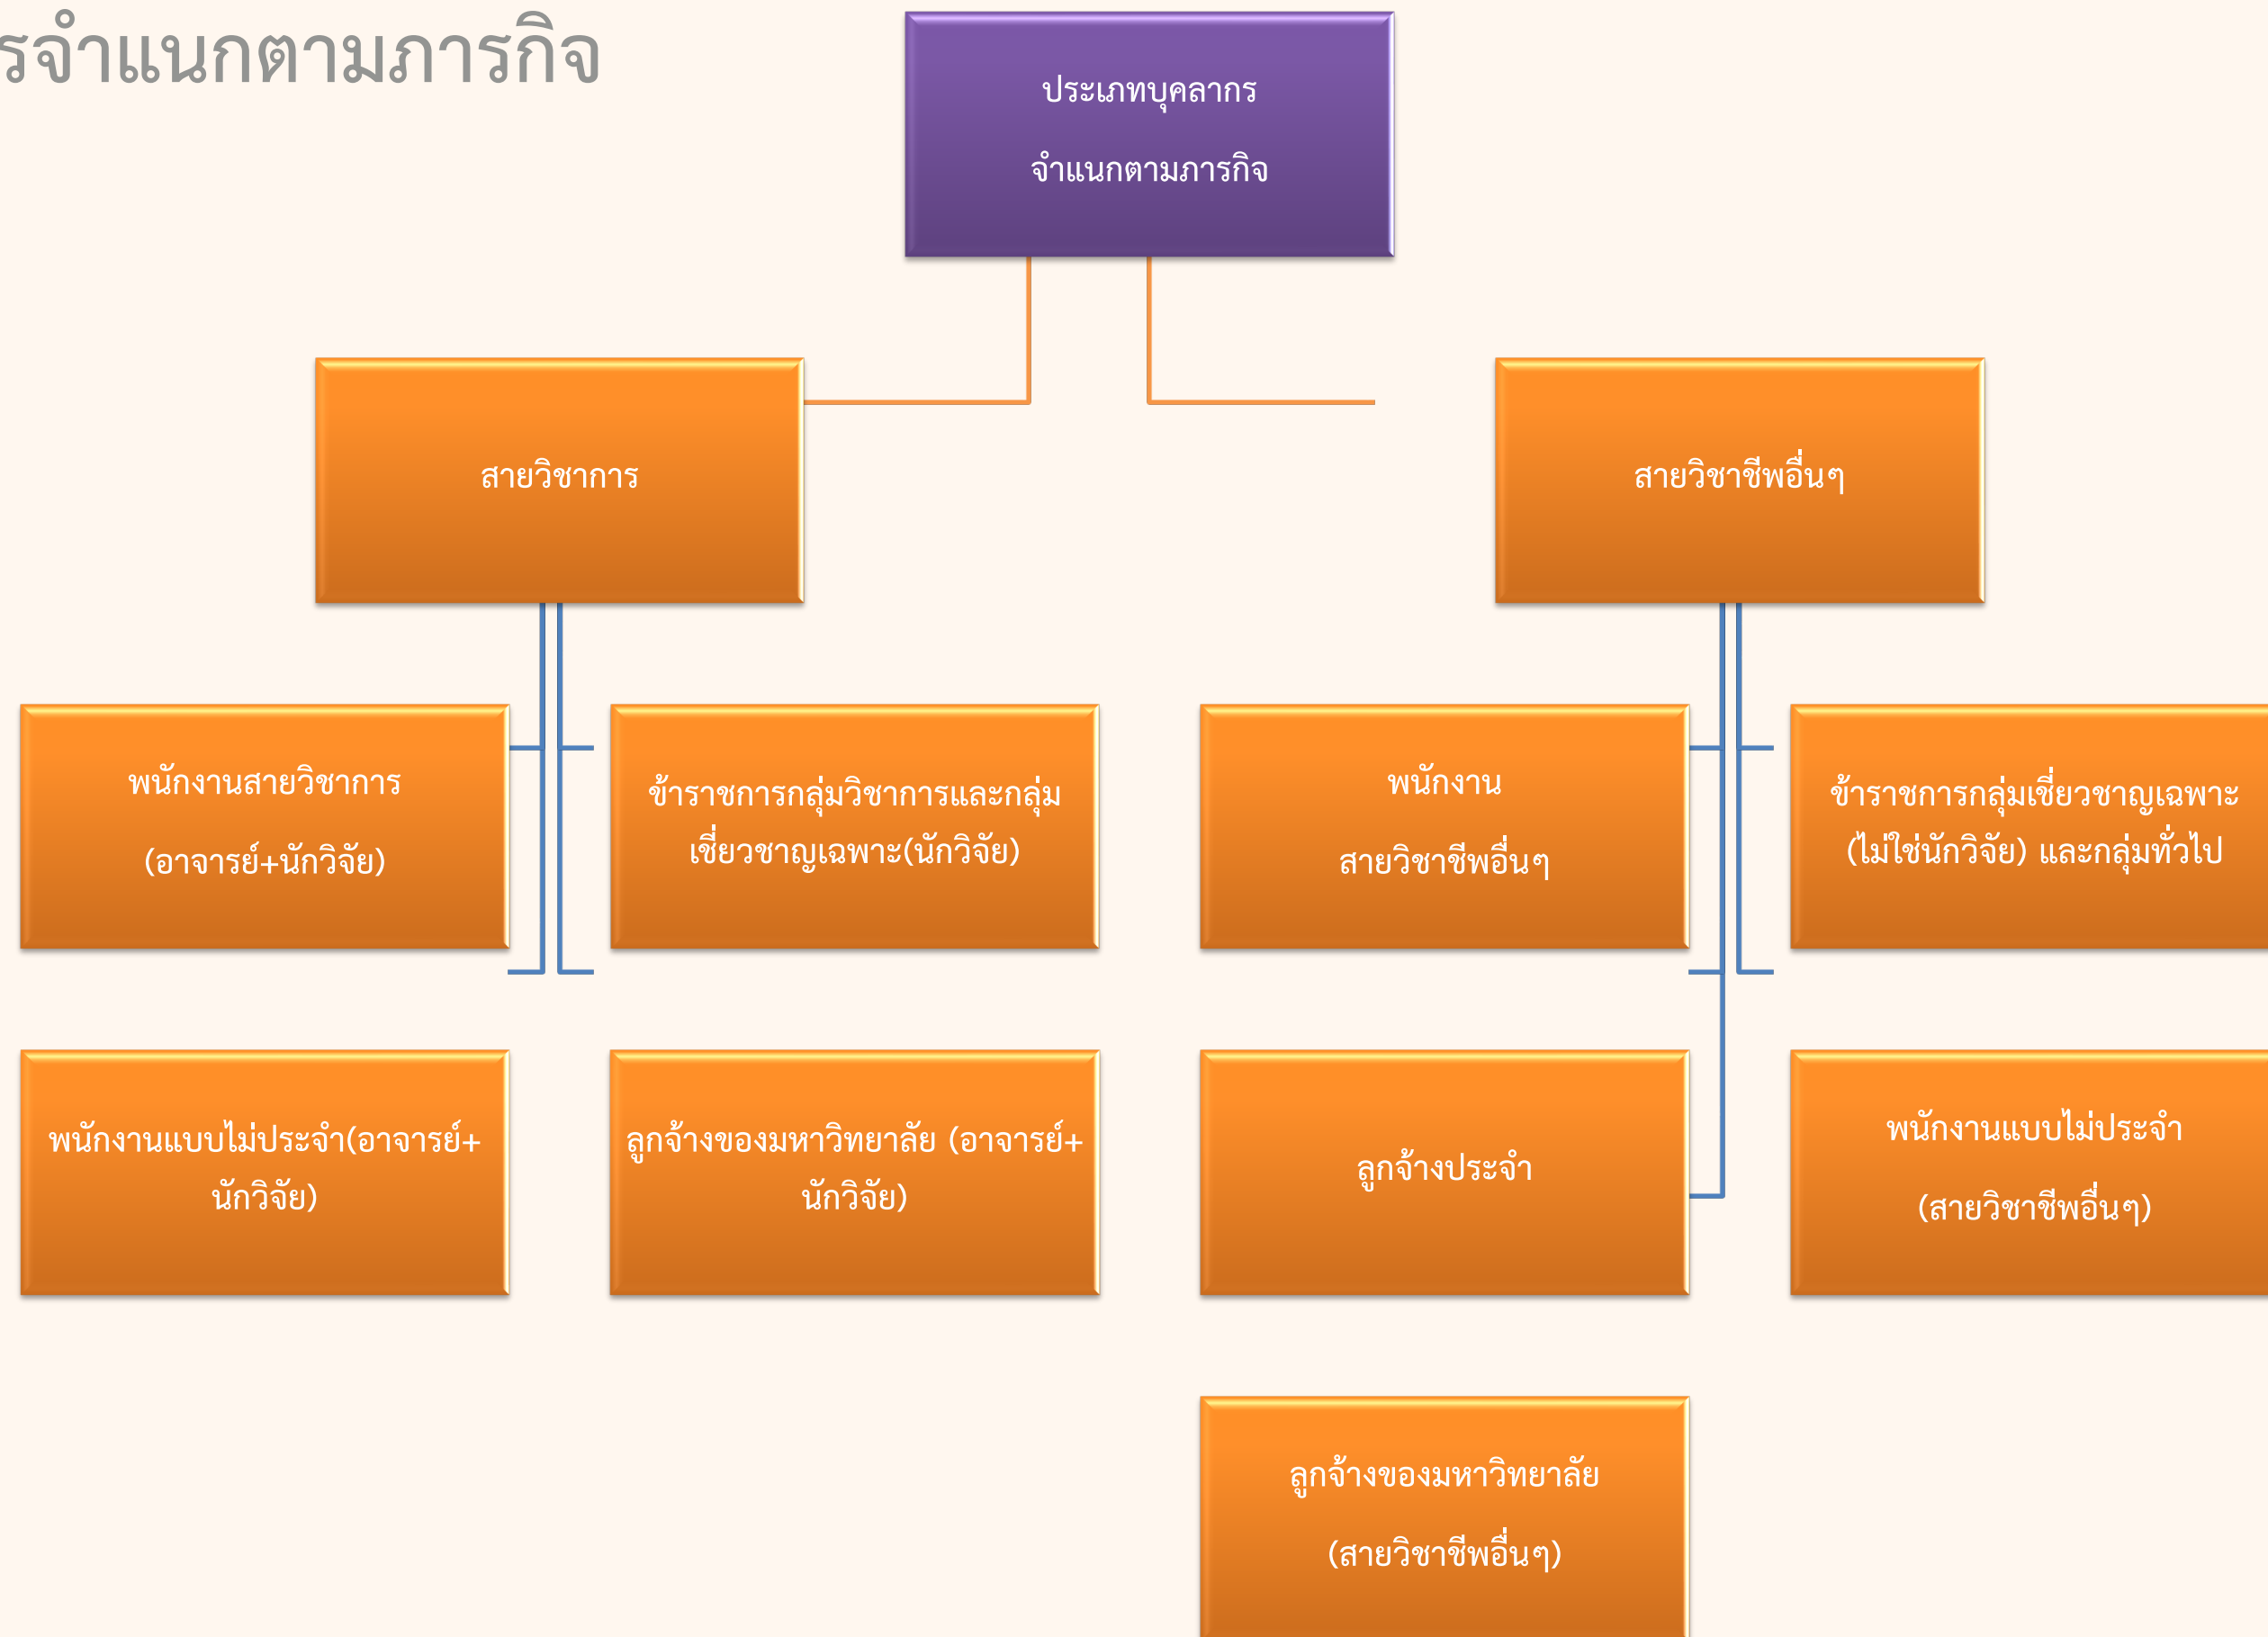 รจำแนกตามภารกิจ
ประเภทบุคลากร
จำแนกตามภารกิจ
สายวิชาการ
สายวิชาชีพอื่นๆ
พนักงานสายวิชาการ
(อาจารย์+นักวิจัย)
ข้าราชการกลุ่มวิชาการและกลุ่ม
เชี่ยวชาญเฉพาะ(นักวิจัย)
พนักงาน
สายวิชาชีพอื่นๆ
ข้าราชการกลุ่มเชี่ยวชาญเฉพาะ
(ไม่ใช่นักวิจัย) และกลุ่มทั่วไป
พนักงานแบบไม่ประจำ(อาจารย์+
นักวิจัย)
ลูกจ้างของมหาวิทยาลัย (อาจารย์+
นักวิจัย)
ลูกจ้างประจำ
พนักงานแบบไม่ประจำ
(สายวิชาชีพอื่นๆ)
ลูกจ้างของมหาวิทยาลัย
(สายวิชาชีพอื่นๆ)